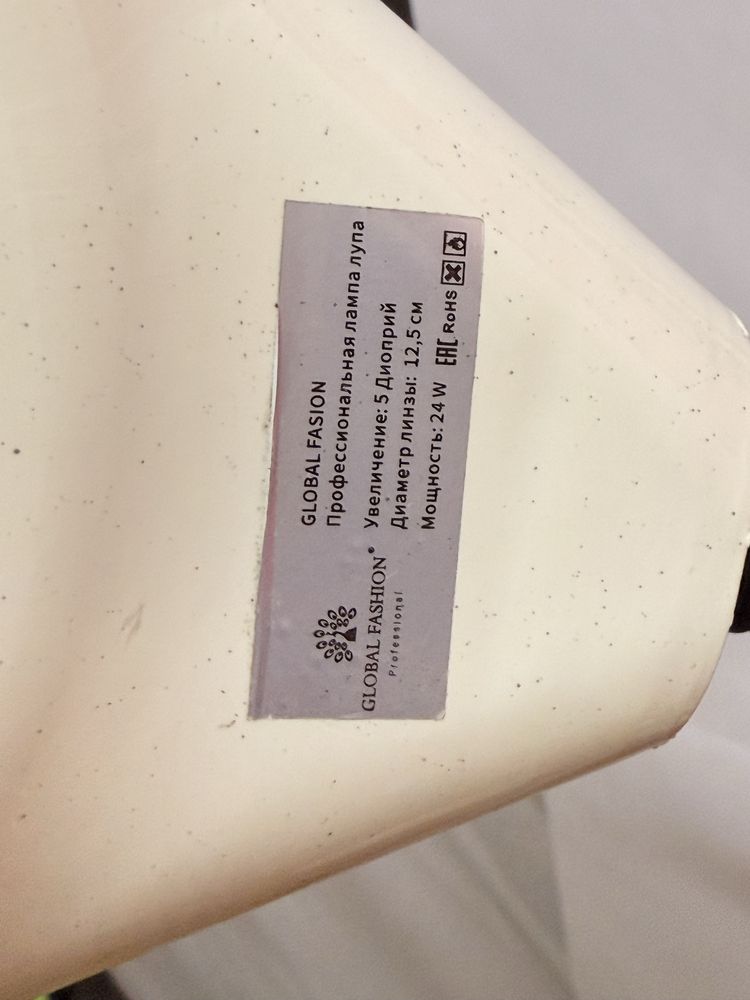 GLOBAL FASHION®
Professional
GLOBAL FASION
Профессиональная лампа лупа
Увеличение: 5 Диоприй
Диаметр линзы: 12,5 см
Мощность: 24 W
EAC RoHS